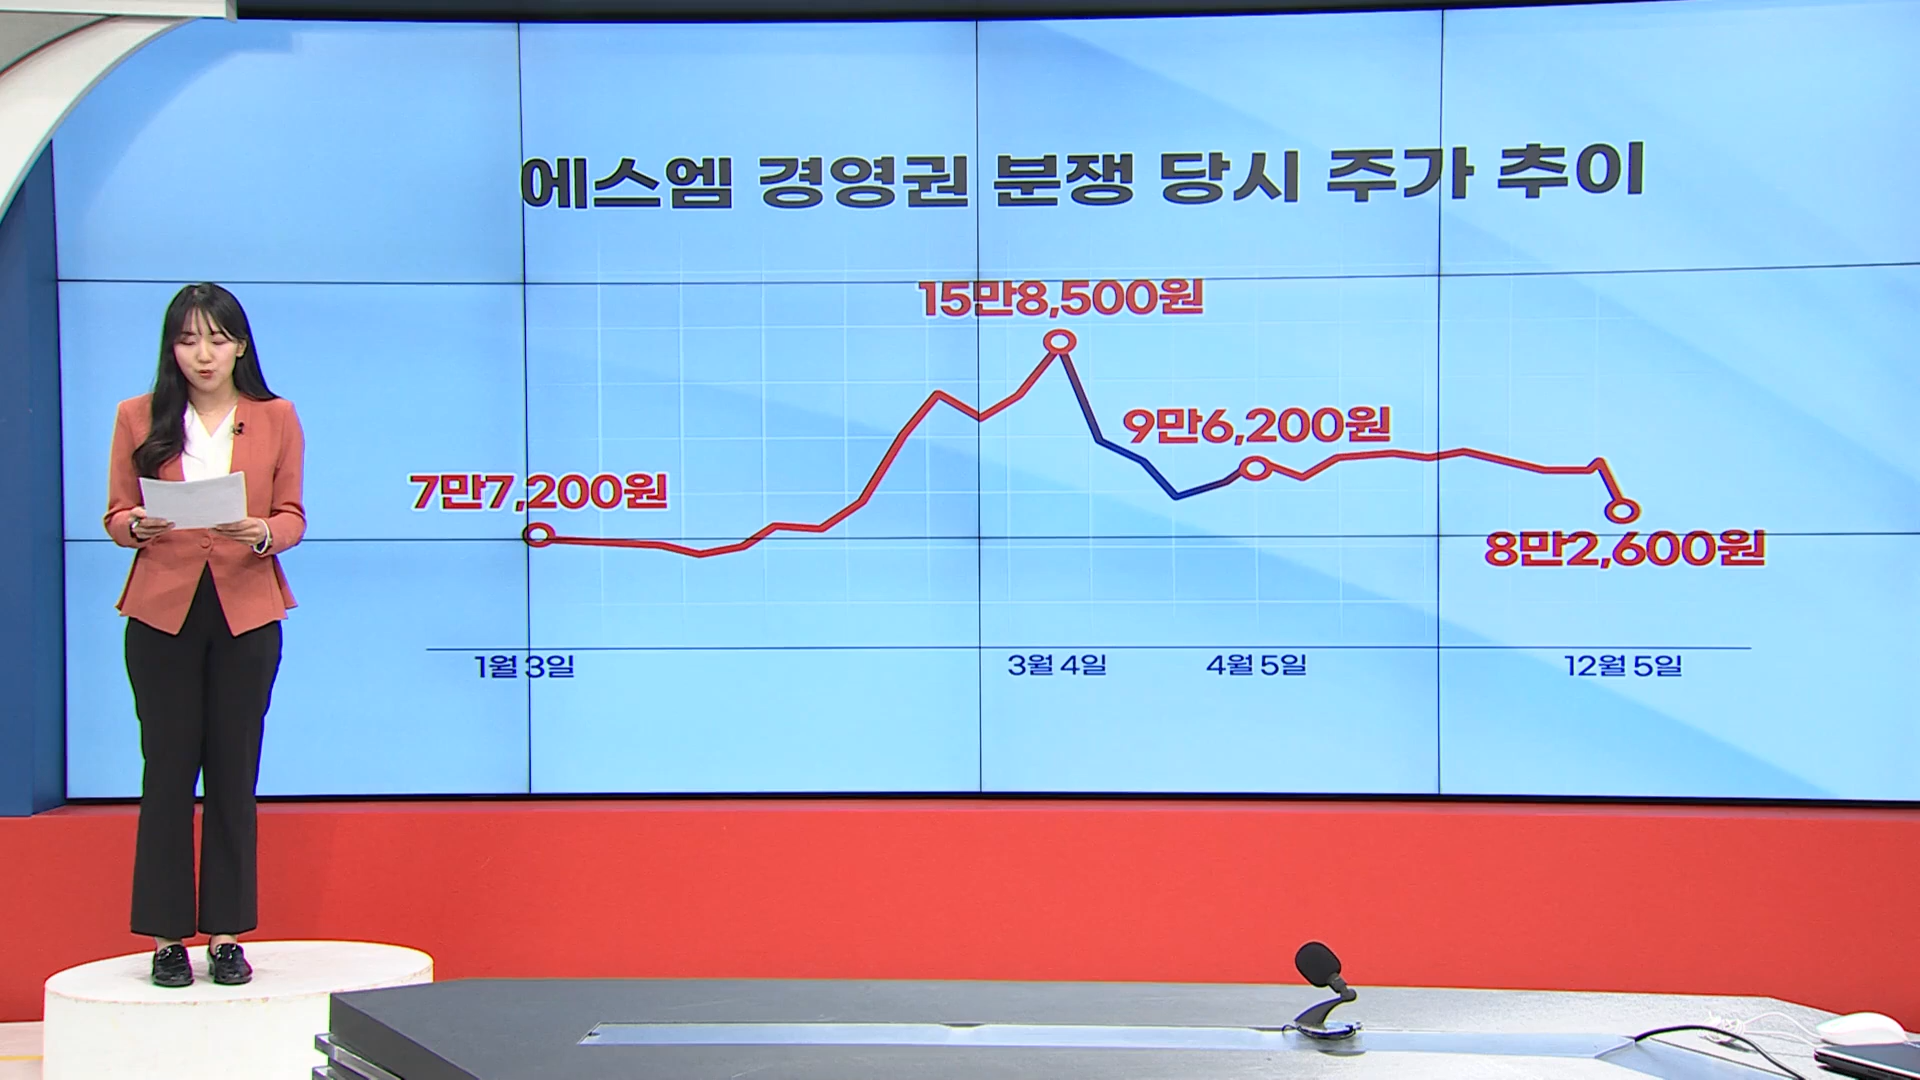 에스엠 경영권 분쟁 당시 주가 추이
15만8,500원
9만6,200원
7만7,200원
8만2,600원
1월 3일
3월 4일
4월 5일
12월 5일